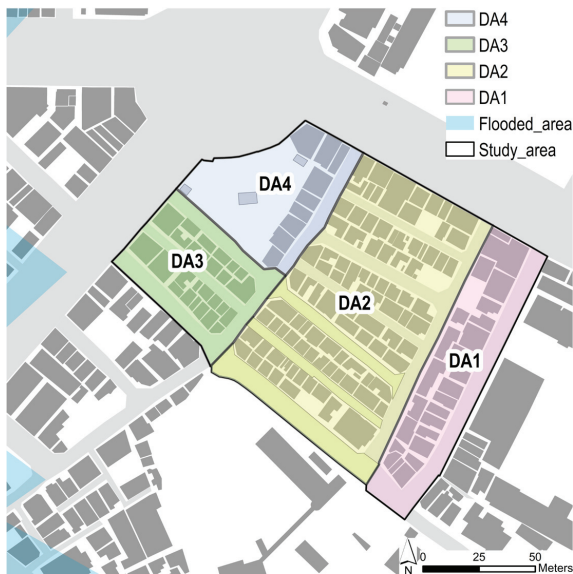 DA4
DA3
DA2
DA1
Flooded_area
Study_area
DA4
DA3
DA2
DA1
N
0 25 50
Meters